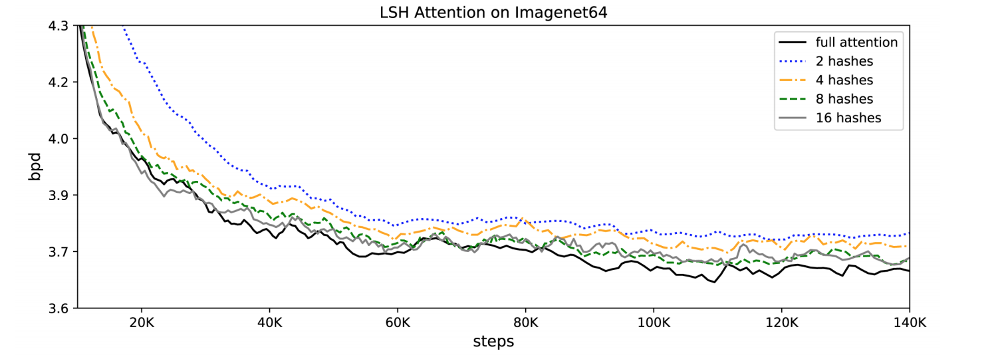 LSH Attention on Imagenet64
4.3
4.2
4.0
3.9
3.7
3.6
bpd
full attention
2 hashes
4 hashes
8 hashes
16 hashes
20K
40K
60K
80K
100K
120K
140K
steps